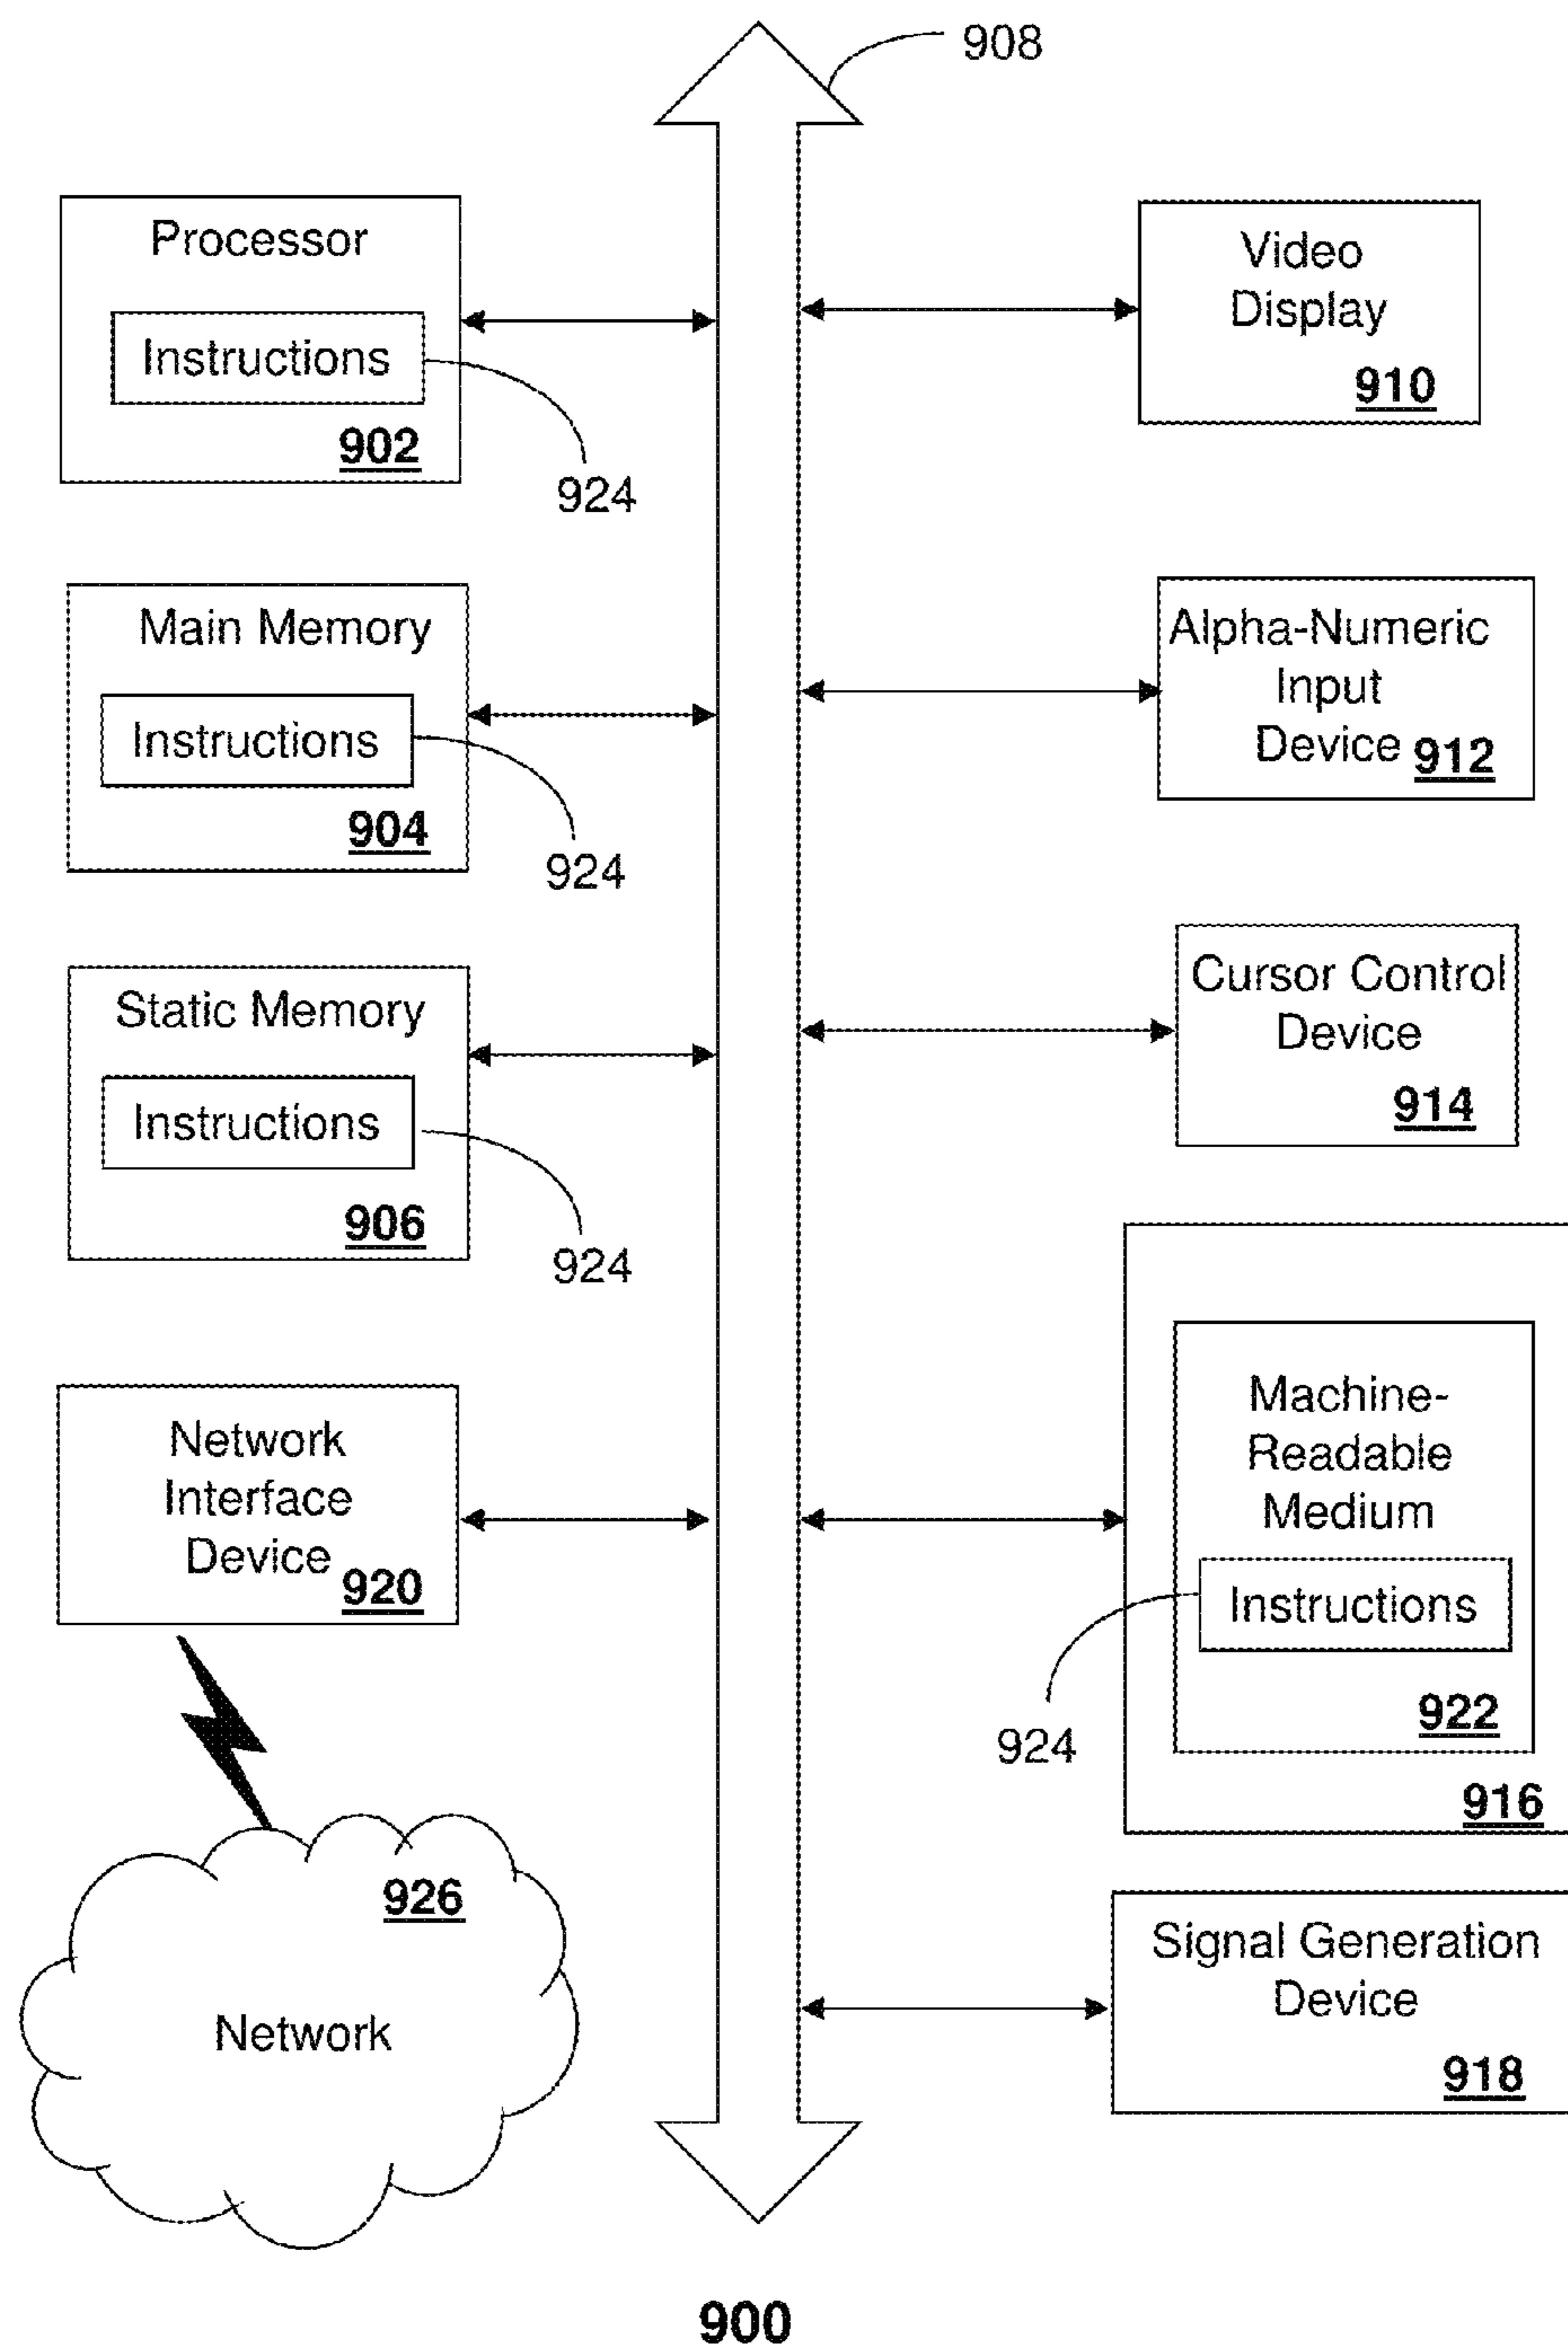 908
Processor
Instructions
902
924
Main Memory
Instructions
904
924
Static Memory
Instructions
906
924
Network
Interface
Device
920
926
Network
Video
Display
910
Alpha-Numeric
Input
Device
912
Cursor Control
Device
914
Machine-
Readable
Medium
Instructions
924
922
916
Signal Generation
Device
918
900